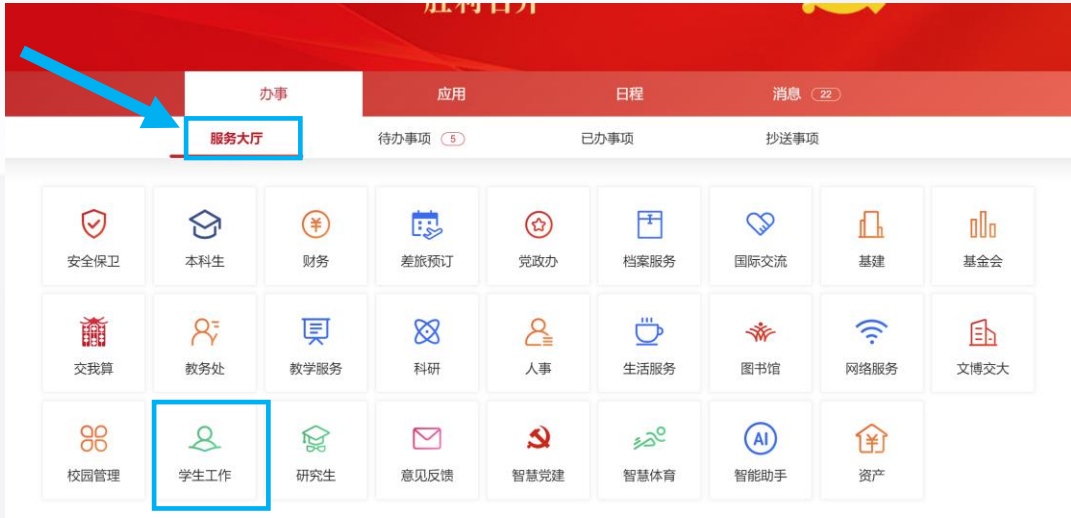 胜利召开
办事 应用 日程 消息 22
服务大厅 待办事项 5 已办事项 抄送事项
安全保卫 本科生 财务 差旅预订 党政办 档案服务 国际交流 基建 基金会
交我算 教务处 教学服务 科研 人事 生活服务 图书馆 网络服务 文博交大
AI
校园管理 学生工作 研究生 意见反馈 智慧党建 智慧体育 智能助手 资产